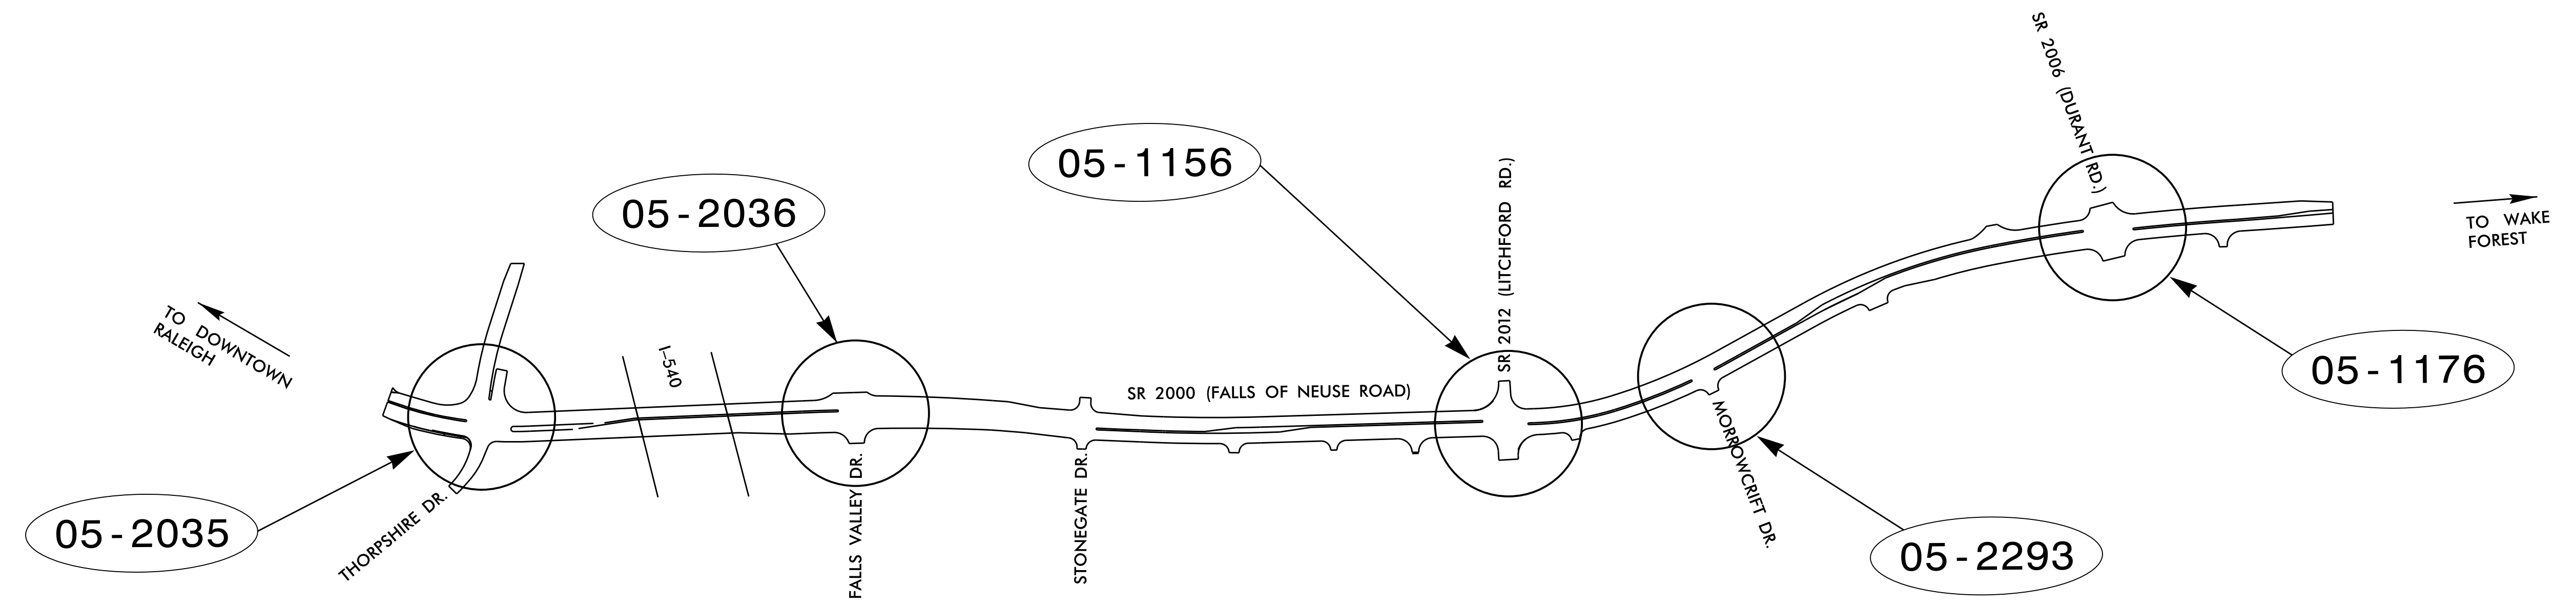 SR 2006 (DURANT RD.)
05-1156
SR 2012 (LITCHFORD RD.)
05-2036
TO WAKE
FOREST
TO DOWNTOWN
RALEIGH
I-540
05-1176
SR 2000 (FALLS OF NEUSE ROAD)
MORROWCRIFT DR.
05-2035
THORPSHIRE DR.
FALLS VALLEY DR.
STONEGATE DR.
05-2293